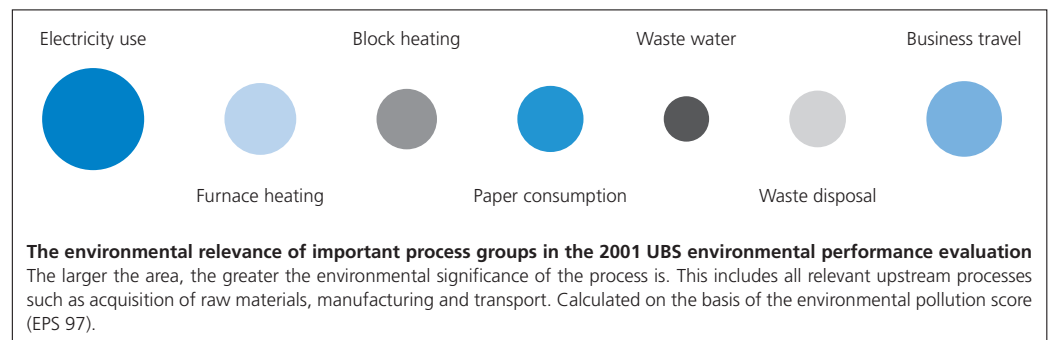 Electricity use
Block heating
Waste water
Business travel
Furnace heating
Paper consumption
Waste disposal
The environmental relevance of important process groups in the 2001 UBS environmental performance evaluation
The larger the area, the greater the environmental significance of the process is. This includes all relevant upstream processes
such as acquisition of raw materials, manufacturing and transport. Calculated on the basis of the environmental pollution score
(EPS 97).